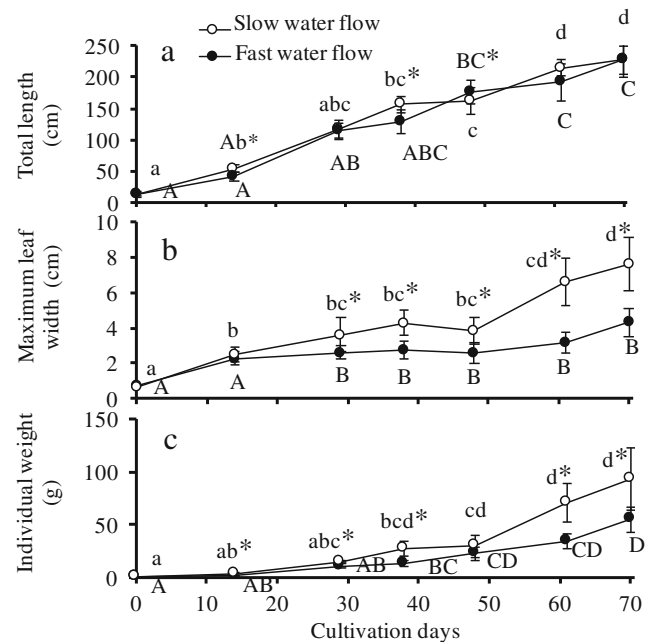 Slow water flow
Fast water flow
a
250
200
150
100
50
0
Total length
(cm)
a
Ab*
abc
bc*
BC*
d
d
A
A
AB
ABC
c
C
C
b
10
8
6
4
2
0
Maximum leaf
width (cm)
a
b
bc*
bc*
bc*
cd*
d*
A
A
B
B
B
B
B
c
150
100
50
0
Individual weight
(g)
a
ab*
abc*
bcd*
cd
d*
d*
A
AB
AB
BC
CD
CD
D
0 10 20 30 40 50 60 70
Cultivation days